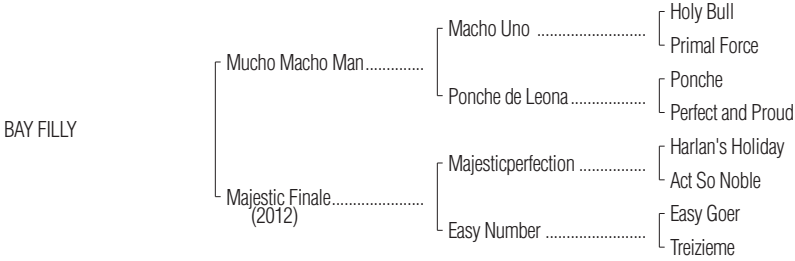 Holy Bull
Macho Uno ..........................
Primal Force
Mucho Macho Man..............
Ponche
Ponche de Leona..................
Perfect and Proud
BAY FILLY
Harlan's Holiday
Majesticperfection ................
Act So Noble
Majestic Finale......................
(2012)
Easy Goer
Easy Number ........................
Treizieme